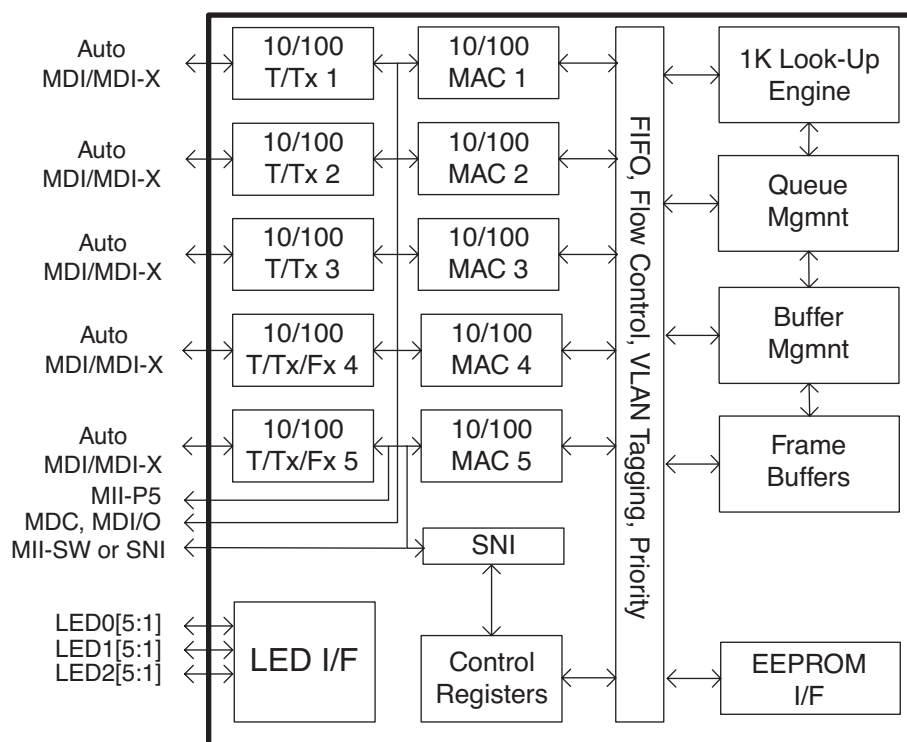 Auto
MDI/MDI-X
10/100
T/Tx 1
10/100
MAC 1
1K Look-Up
Engine
Auto
MDI/MDI-X
10/100
T/Tx 2
10/100
MAC 2
Queue
Mgmnt
Auto
MDI/MDI-X
10/100
T/Tx 3
10/100
MAC 3
Buffer
Mgmnt
Auto
MDI/MDI-X
10/100
T/Tx/Fx 4
10/100
MAC 4
Auto
MDI/MDI-X
10/100
T/Tx/Fx 5
10/100
MAC 5
Frame
Buffers
FIFO, Flow Control, VLAN Tagging, Priority
MII-P5
MDC, MDI/O
MII-SW or SNI
SNI
LED0[5:1]
LED1[5:1]
LED2[5:1]
LED I/F
Control
Registers
EEPROM
I/F